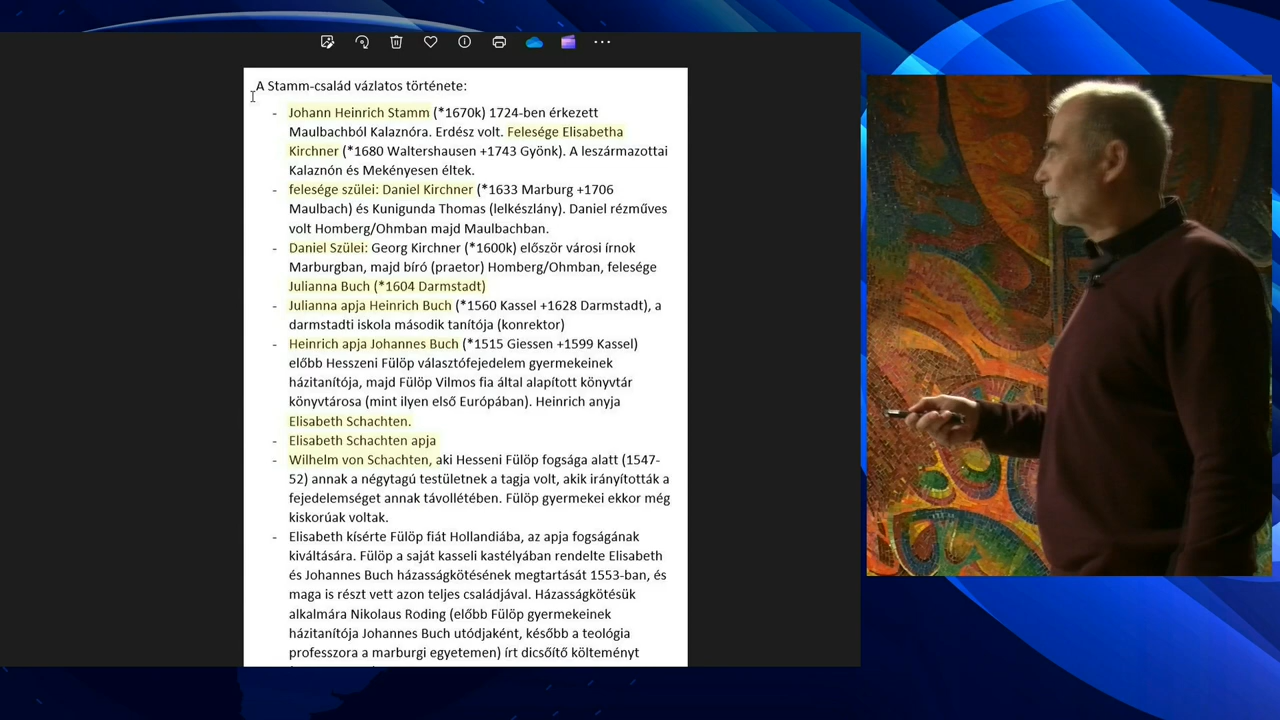 A Stamm-család vázlatos története:
- Johann Heinrich Stamm (*1670k) 1724-ben érkezett
Maulbachból Kalaznóra. Erdész volt. Felesége Elisabetha
Kirchner (*1680 Waltershausen +1743 Gyönk). A leszármazottai
Kalaznón és Mekényesen éltek.
- felesége szülei: Daniel Kirchner (*1633 Marburg +1706
Maulbach) és Kunigunda Thomas (lelkészlány). Daniel rézműves
volt Homberg/Ohmban majd Maulbachban.
- Daniel Szülei: Georg Kirchner (*1600k) először városi írnok
Marburgban, majd bíró (praetor) Homberg/Ohmban, felesége
Julianna Buch (*1604 Darmstadt)
- Julianna apja Heinrich Buch (*1560 Kassel +1628 Darmstadt), a
darmstadti iskola második tanítója (konrektor)
- Heinrich apja Johannes Buch (*1515 Giessen +1599 Kassel)
előbb Hesszeni Fülöp választófejedelem gyermekeinek
házitanítója, majd Fülöp Vilmos fia által alapított könyvtár
könyvtárosa (mint ilyen első Európában). Heinrich anyja
Elisabeth Schachten.
- Elisabeth Schachten apja
- Wilhelm von Schachten, aki Hesseni Fülöp fogsága alatt (1547-
52) annak a négytagú testületnek a tagja volt, akik irányították a
fejedelemséget annak távollétében. Fülöp gyermekei ekkor még
kiskorúak voltak.
- Elisabeth kísérte Fülöp fiát Hollandiába, az apja fogságának
kiváltására. Fülöp a saját kasseli kastélyában rendelte Elisabeth
és Johannes Buch házasságkötésének megtartását 1553-ban, és
maga is részt vett azon teljes családjával. Házasságkötésük
alkalmára Nikolaus Roding (előbb Fülöp gyermekeinek
házitanítója Johannes Buch utódjaként, később a teológia
professzora a marburgi egyetemen) írt dicsőítő költeményt